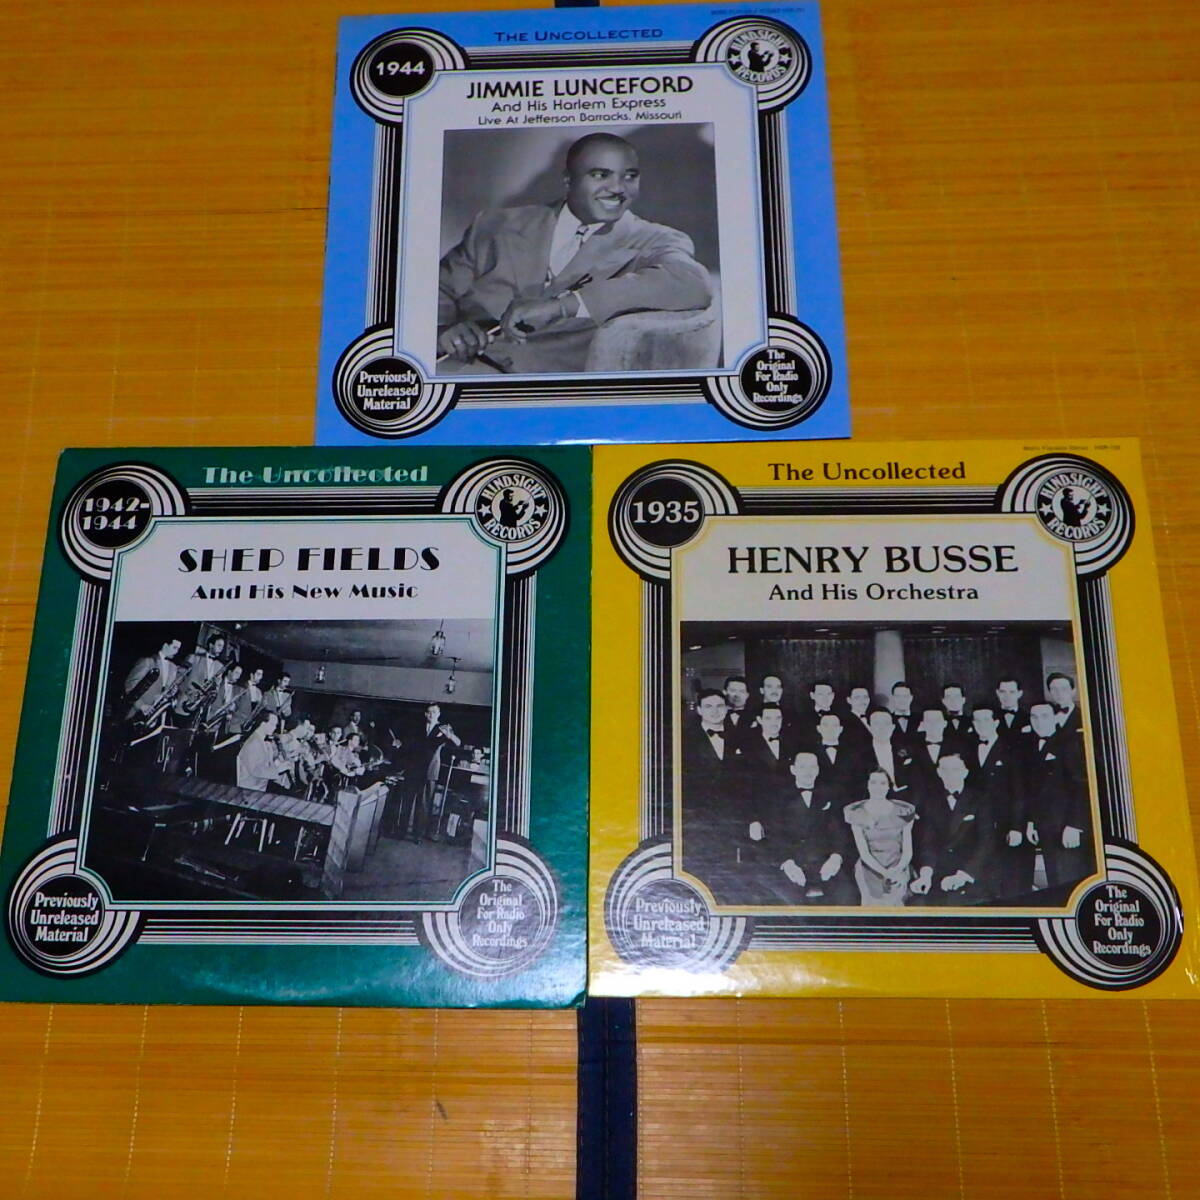 The Uncollected
1944
HINDSIGHT
RECORDS
JIMMIE LUNCEFORD
And His Harlem Express
Live At Jefferson Barracks, Missouri
Previously
Unreleased
Material
The
Original
For Radio
Only
Recordings
The Uncollected
1942-
1944
HINDSIGHT
RECORDS
SHEP FIELDS
And His New Music
Previously
Unreleased
Material
The
Original
For Radio
Only
Recordings
The Uncollected
1935
HINDSIGHT
RECORDS
HENRY BUSSE
And His Orchestra
Previously
Unreleased
Material
The
Original
For Radio
Only
Recordings